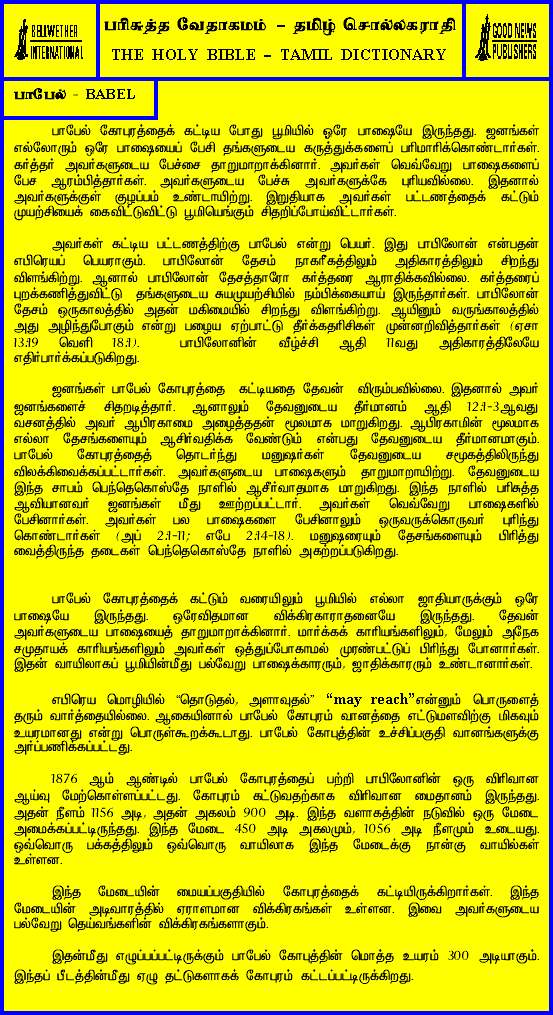 BELLWETHER
INTERNATIONAL
பரிசுத்த வேதாகமம் – தமிழ் சொல்லகராதி
THE HOLY BIBLE – TAMIL DICTIONARY
GOOD NEWS
PUBLISHERS
பாபேல் - BABEL
பாபேல் கோபுரத்தைக் கட்டிய போது பூமியில் ஒரே பாஷையே இருந்தது. ஜனங்கள்
எல்லோரும் ஒரே பாஷையைப் பேசி தங்களுடைய கருத்துக்களைப் பரிமாரிக்கொண்டார்கள்.
கர்த்தர் அவர்களுடைய பேச்சை தாறுமாறாக்கினார். அவர்கள் வெவ்வேறு பாஷைகளைப்
பேச ஆரம்பித்தார்கள். அவர்களுடைய பேச்சு அவர்களுக்கே புரியவில்லை. இதனால்
அவர்களுக்குள் குழப்பம் உண்டாயிற்று. இறுதியாக அவர்கள் பட்டணத்தைக் கட்டும்
முயற்சியைக் கைவிட்டுவிட்டு பூமியெங்கும் சிதறிப்போய்விட்டார்கள்.
அவர்கள் கட்டிய பட்டணத்திற்கு பாபேல் என்று பெயர். இது பாபிலோன் என்பதன்
எபிரெயப் பெயராகும். பாபிலோன் தேசம் நாகரீகத்திலும் அதிகாரத்திலும் சிறந்து
விளங்கிற்று. ஆனால் பாபிலோன் தேசத்தாரோ கர்த்தரை ஆராதிக்கவில்லை. கர்த்தரைப்
புறக்கணித்துவிட்டு தங்களுடைய சுயமுயற்சியில் நம்பிக்கையாய் இருந்தார்கள். பாபிலோன்
தேசம் ஒருகாலத்தில் அதன் மகிமையில் சிறந்து விளங்கிற்று. ஆயினும் வருங்காலத்தில்
அது அழிந்துபோகும் என்று பழைய ஏற்பாட்டு தீர்க்கதரிசிகள் முன்னறிவித்தார்கள் (ஏசா
13:19 வெளி 18:1). பாபிலோனின் வீழ்ச்சி ஆதி 11வது அதிகாரத்திலேயே
எதிர்பார்க்கப்படுகிறது.
ஜனங்கள் பாபேல் கோபுரத்தை கட்டியதை தேவன் விரும்பவில்லை. இதனால் அவர்
ஜனங்களைச் சிதறடித்தார். ஆனாலும் தேவனுடைய தீர்மானம் ஆதி 12:1-3ஆவது
வசனத்தில் அவர் ஆபிரகாமை அழைத்ததன் மூலமாக மாறுகிறது. ஆபிரகாமின் மூலமாக
எல்லா தேசங்களையும் ஆசிர்வதிக்க வேண்டும் என்பது தேவனுடைய தீர்மானமாகும்.
பாபேல் கோபுரத்தைத் தொடர்ந்து மனுஷர்கள் தேவனுடைய சமுகத்திலிருந்து
விலக்கிவைக்கப்பட்டார்கள். அவர்களுடைய பாஷைகளும் தாறுமாறாயிற்று. தேவனுடைய
இந்த சாபம் பெந்தெகொஸ்தே நாளில் ஆசீர்வாதமாக மாறுகிறது. இந்த நாளில் பரிசுத்த
ஆவியானவர் ஜனங்கள் மீது ஊற்றப்பட்டார். அவர்கள் வெவ்வேறு பாஷைகளில்
பேசினார்கள். அவர்கள் பல பாஷைகளை பேசினாலும் ஒருவருக்கொருவர் புரிந்து
கொண்டார்கள் (அப் 2:1-11; எபே 2:14-18). மனுஷரையும் தேசங்களையும் பிரித்து
வைத்திருந்த தடைகள் பெந்தெகொஸ்தே நாளில் அகற்றப்படுகிறது.
பாபேல் கோபுரத்தைக் கட்டும் வரையிலும் பூமியில் எல்லா ஜாதியாருக்கும் ஒரே
பாஷையே இருந்தது. ஒரேவிதமான விக்கிரகாராதனையே இருந்தது. தேவன்
அவர்களுடைய பாஷையைத் தாறுமாறாக்கினார். மார்க்கக் காரியங்களிலும், மேலும் அநேக
சமுதாயக் காரியங்களிலும் அவர்கள் ஒத்துப்போகாமல் முரண்பட்டுப் பிரிந்து போனார்கள்.
இதன் வாயிலாகப் பூமியின்மீது பல்வேறு பாஷைக்காரரும், ஜாதிக்காரரும் உண்டானார்கள்.
எபிரெய மொழியில் “தொடுதல், அளாவுதல்” “may reach”என்னும் பொருளைத்
தரும் வார்த்தையில்லை. ஆகையினால் பாபேல் கோபுரம் வானத்தை எட்டுமளவிற்கு மிகவும்
உயரமானது என்று பொருள்கூறக்கூடாது. பாபேல் கோபுத்தின் உச்சிப்பகுதி வானங்களுக்கு
அர்ப்பணிக்கப்பட்டது.
1876 ஆம் ஆண்டில் பாபேல் கோபுரத்தைப் பற்றி பாபிலோனின் ஒரு விரிவான
ஆய்வு மேற்கொள்ளப்பட்டது. கோபுரம் கட்டுவதற்காக விரிவான மைதானம் இருந்தது.
அதன் நீளம் 1156 அடி, அதன் அகலம் 900 அடி. இந்த வளாகத்தின் நடுவில் ஒரு மேடை
அமைக்கப்பட்டிருந்தது. இந்த மேடை 450 அடி அகலமும், 1056 அடி நீளமும் உடையது.
ஒவ்வொரு பக்கத்திலும் ஒவ்வொரு வாயிலாக இந்த மேடைக்கு நான்கு வாயில்கள்
உள்ளன.
இந்த மேடையின் மையப்பகுதியில் கோபுரத்தைக் கட்டியிருக்கிறார்கள். இந்த
மேடையின் அடிவாரத்தில் ஏராளமான விக்கிரகங்கள் உள்ளன. இவை அவர்களுடைய
பல்வேறு தெய்வங்களின் விக்கிரகங்களாகும்.
இதன்மீது எழுப்பப்பட்டிருக்கும் பாபேல் கோபுத்தின் மொத்த உயரம் 300 அடியாகும்.
இந்தப் பீடத்தின்மீது ஏழு தட்டுகளாகக் கோபுரம் கட்டப்பட்டிருக்கிறது.